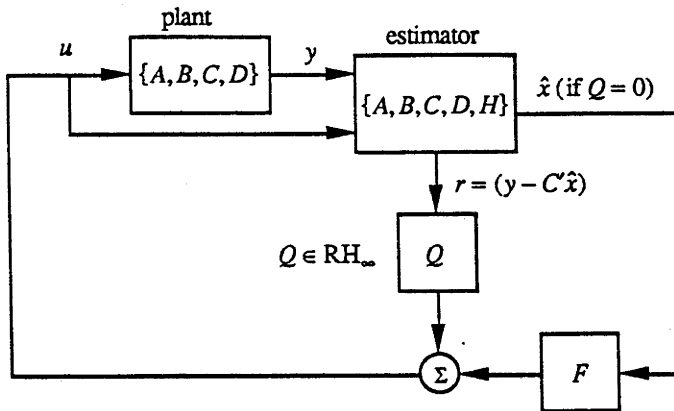 plant
u
{A, B, C, D}
y
estimator
{A, B, C, D, H}
x̂ (if Q = 0)
r = (y − C'x̂)
Q ∈ RH∞
Q
Σ
F